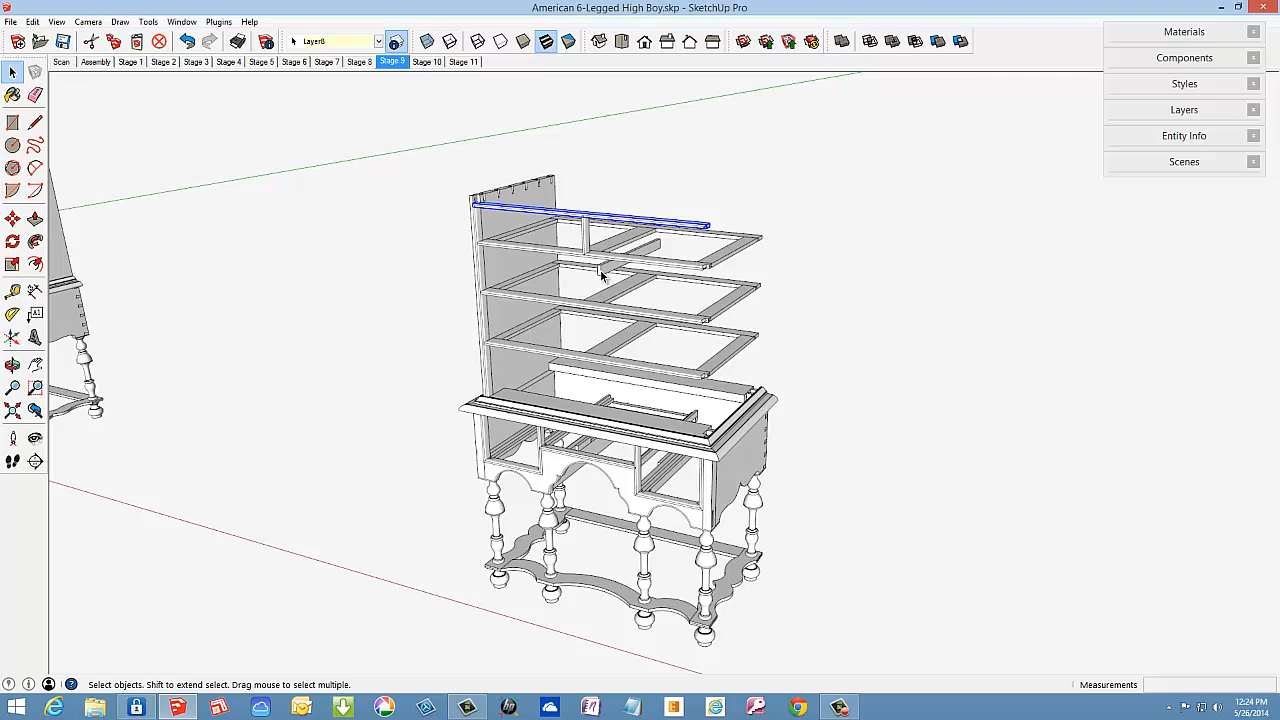 American 6-Legged High Boy.skp - SketchUp Pro
File Edit View Camera Draw Tools Window Plugins Help
Layer8
Scan Assembly Stage 1 Stage 2 Stage 3 Stage 4 Stage 5 Stage 6 Stage 7 Stage 8 Stage 9 Stage 10 Stage 11
Materials
Components
Styles
Layers
Entity Info
Scenes
A1
Select objects. Shift to extend select. Drag mouse to select multiple.
Measurements
12:24 PM
5/26/2014